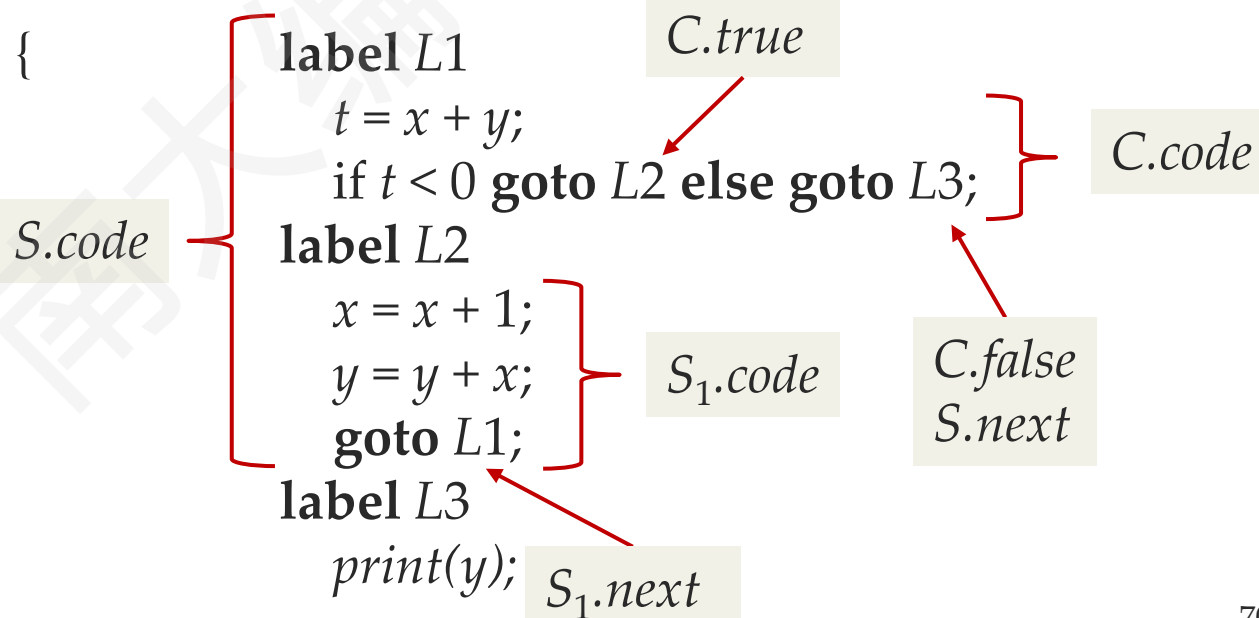 {
label L1
C.true
t = x + y;
C.code
if t < 0 goto L2 else goto L3;
S.code
label L2
x = x + 1;
S₁.code
y = y + x;
C.false
S.next
goto L1;
label L3
print(y);
S₁.next